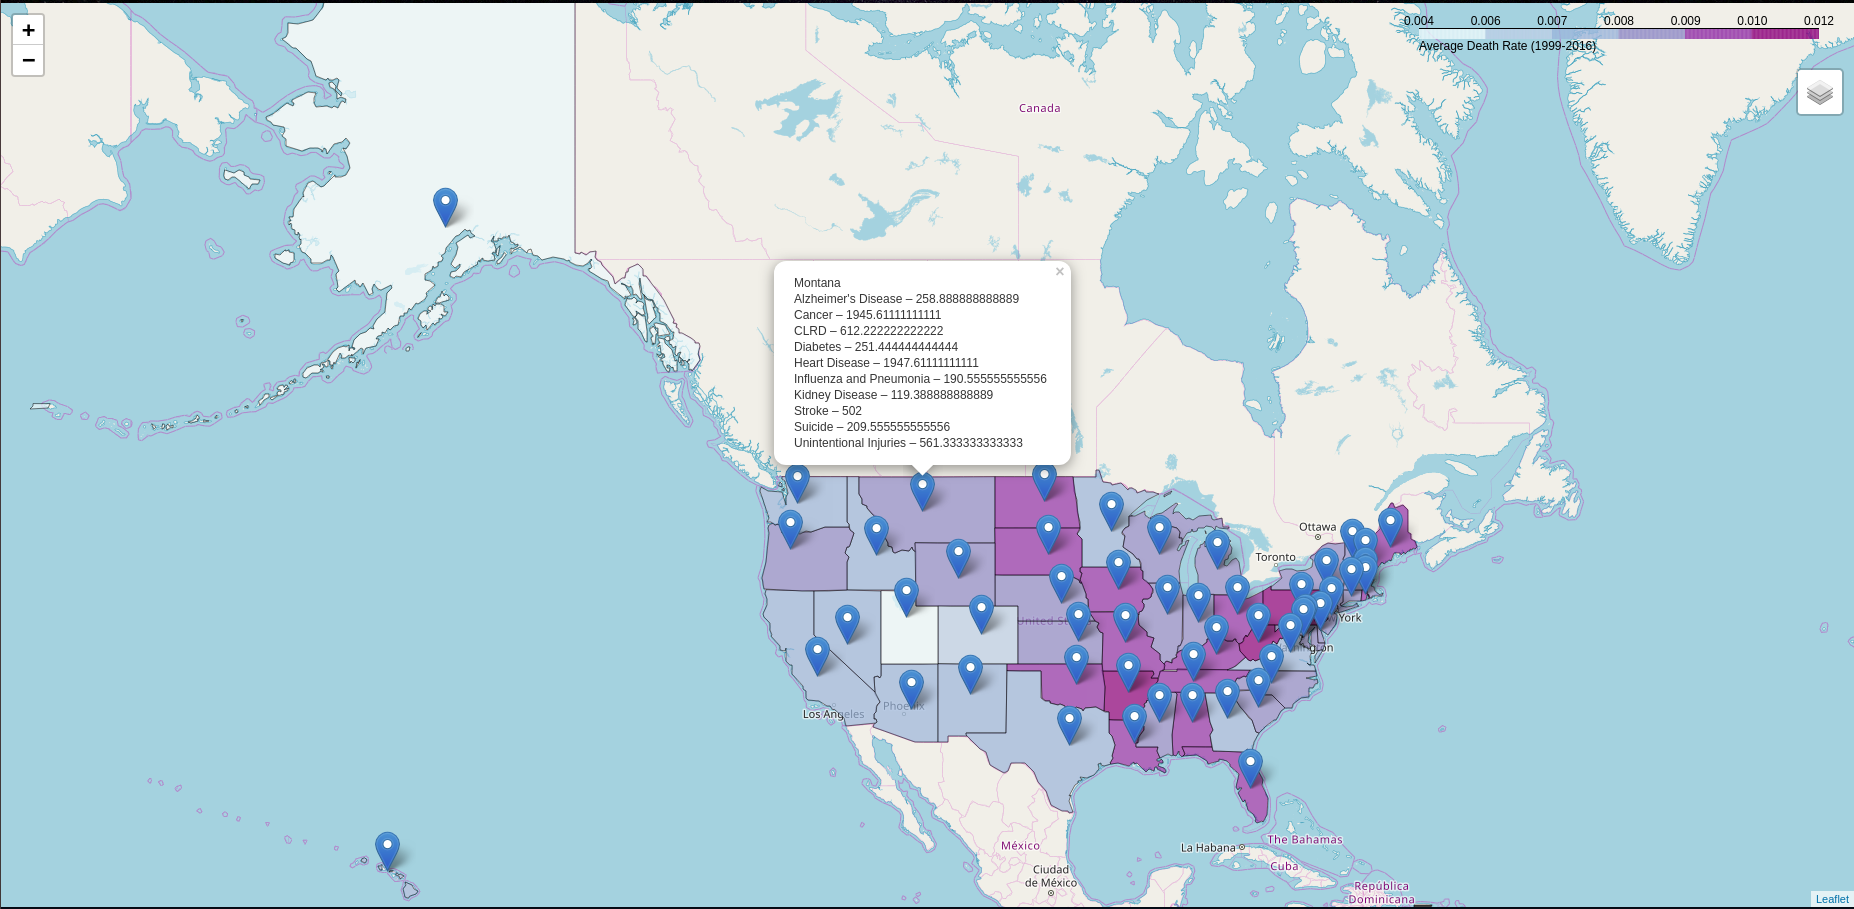 +
−
0.004 0.006 0.007 0.008 0.009 0.010 0.012
Average Death Rate (1999-2016)
Canada
×
Montana
Alzheimer's Disease – 258.888888888889
Cancer – 1945.61111111111
CLRD – 612.222222222222
Diabetes – 251.444444444444
Heart Disease – 1947.61111111111
Influenza and Pneumonia – 190.555555555556
Kidney Disease – 119.388888888889
Stroke – 502
Suicide – 209.555555555556
Unintentional Injuries – 561.333333333333
Ottawa
Toronto
United
York
Los Angeles
Phoenix
México
Ciudad
de México
La Habana
The Bahamas
Cuba
República
Dominicana
Leaflet